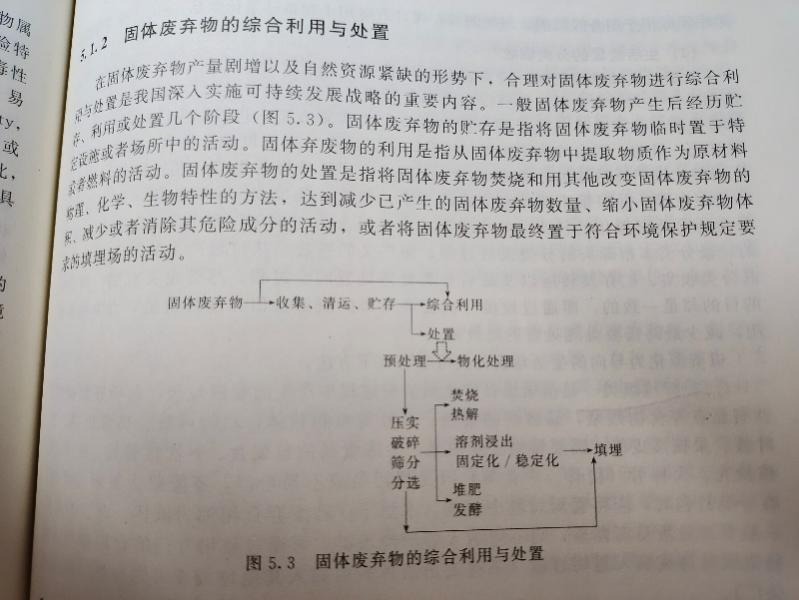 物属
险特
毒性
易
ty,
或
化,
具
的
5.1.2 固体废弃物的综合利用与处置
在固体废弃物产量剧增以及自然资源紧缺的形势下，合理对固体废弃物进行综合利
用与处置是我国深入实施可持续发展战略的重要内容。一般固体废弃物产生后经历贮
存、利用或处置几个阶段（图 5.3）。固体废弃物的贮存是指将固体废弃物临时置于特
定设施或者场所中的活动。固体弃废物的利用是指从固体废弃物中提取物质作为原材料
或者燃料的活动。固体废弃物的处置是指将固体废弃物焚烧和用其他改变固体废弃物的
物理、化学、生物特性的方法，达到减少已产生的固体废弃物数量、缩小固体废弃物体
积、减少或者消除其危险成分的活动，或者将固体废弃物最终置于符合环境保护规定要
求的填埋场的活动。
固体废弃物 收集、清运、贮存 综合利用
处置
预处理 物化处理
焚烧
热解
压实
破碎
筛分
分选
溶剂浸出
固定化/稳定化
填埋
堆肥
发酵
图 5.3 固体废弃物的综合利用与处置